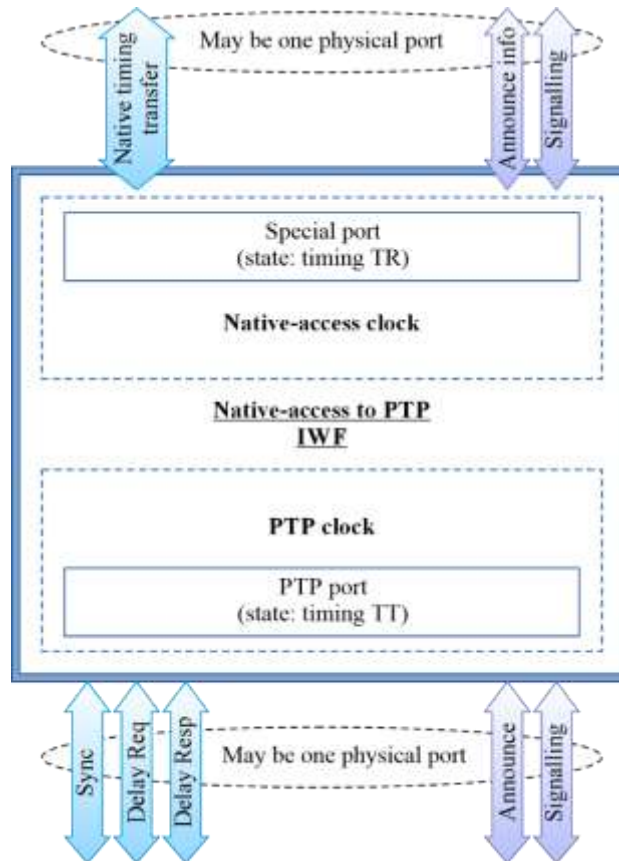 May be one physical port
Native timing
transfer
Announce info
Signalling
Special port
(state: timing TR)
Native-access clock
Native-access to PTP
IWF
PTP clock
PTP port
(state: timing TT)
Sync
Delay Req
Delay Resp
May be one physical port
Announce
Signalling